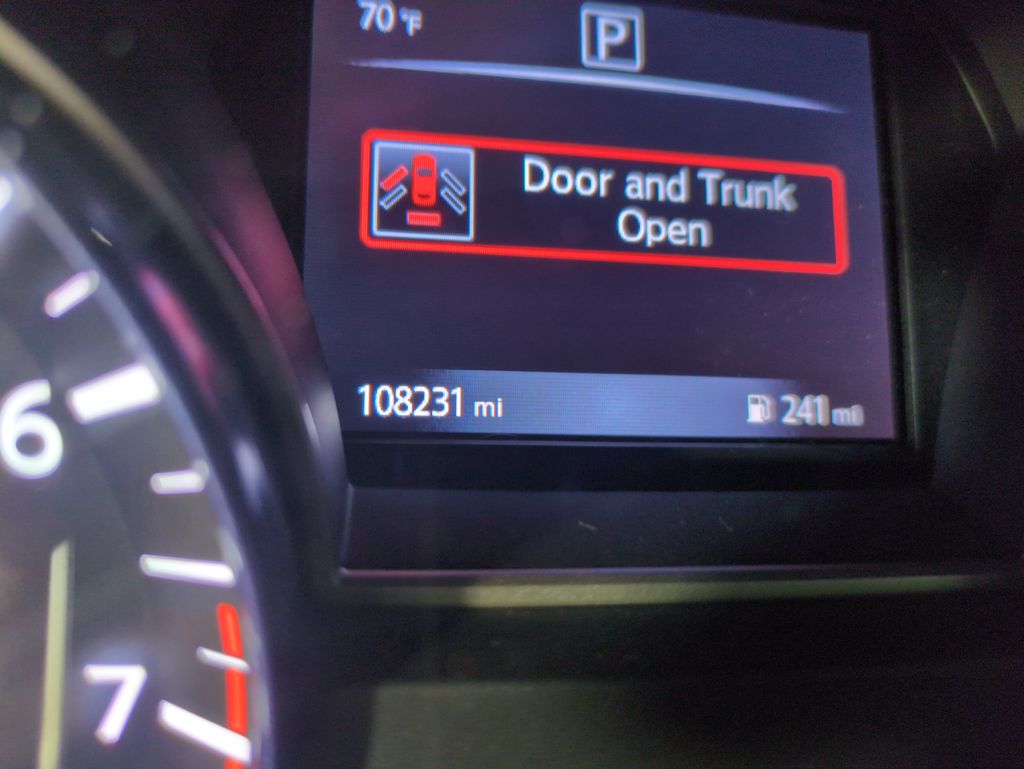 70 °F
P
Door and Trunk
Open
108231 mi
241 mi
6
7